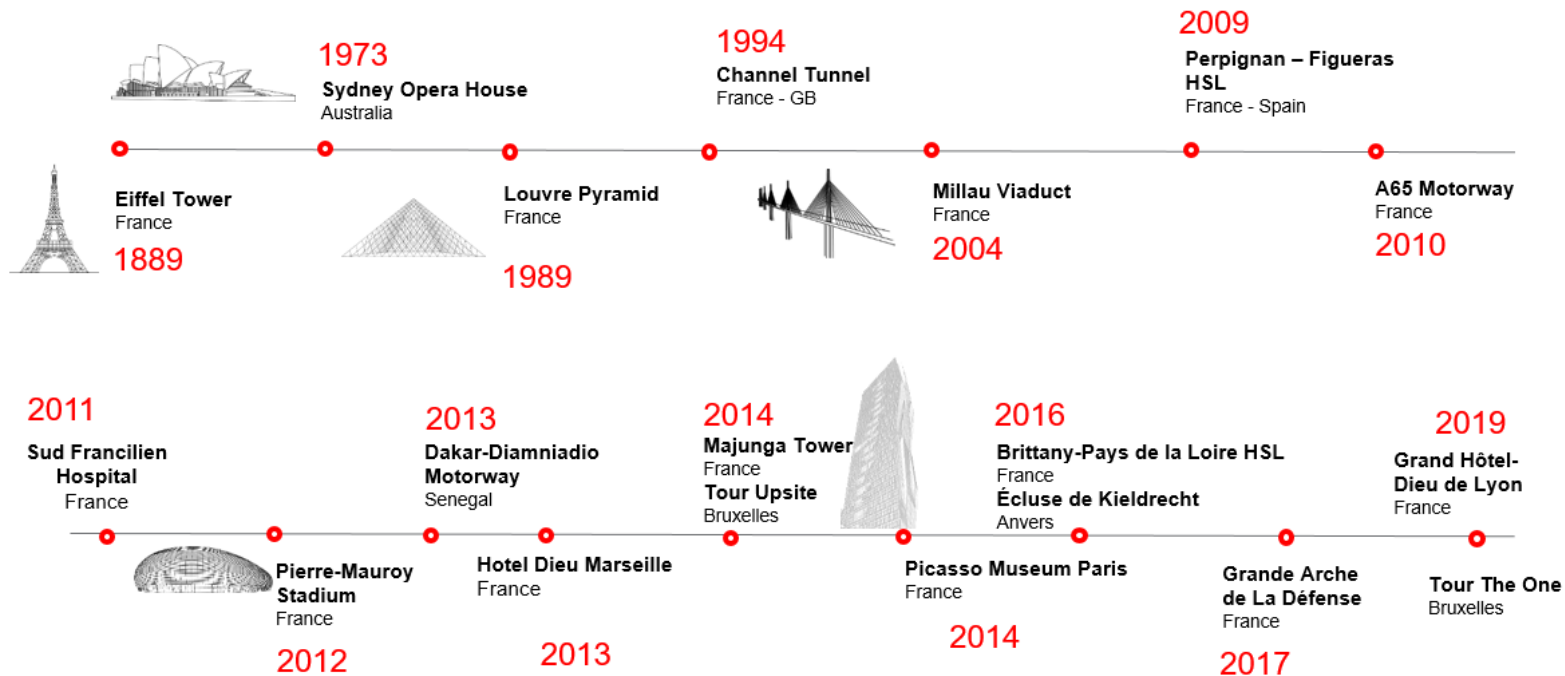 1973
Sydney Opera House
Australia
1994
Channel Tunnel
France - GB
2009
Perpignan – Figueras
HSL
France - Spain
Eiffel Tower
France
1889
Louvre Pyramid
France
1989
Millau Viaduct
France
2004
A65 Motorway
France
2010
2011
Sud Francilien
Hospital
France
2013
Dakar-Diamniadio
Motorway
Senegal
2014
Majunga Tower
France
Tour Upsite
Bruxelles
2016
Brittany-Pays de la Loire HSL
France
Écluse de Kieldrecht
Anvers
2019
Grand Hôtel-
Dieu de Lyon
France
Pierre-Mauroy
Stadium
France
2012
Hotel Dieu Marseille
France
2013
Picasso Museum Paris
France
2014
Grande Arche
de La Défense
France
2017
Tour The One
Bruxelles